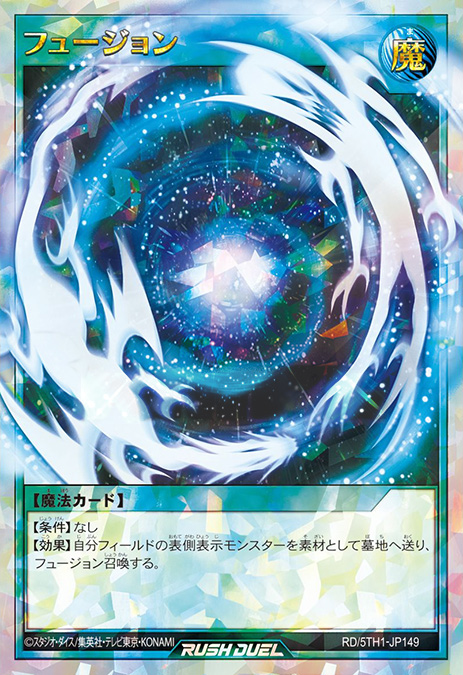 フュージョン
魔
【魔法カード】
【条件】なし
【効果】自分フィールドの表側表示モンスターを素材として墓地へ送り、
フュージョン召喚する。
©スタジオ・ダイス/集英社・テレビ東京・KONAMI
RUSH DUEL
RD/5TH1-JP149